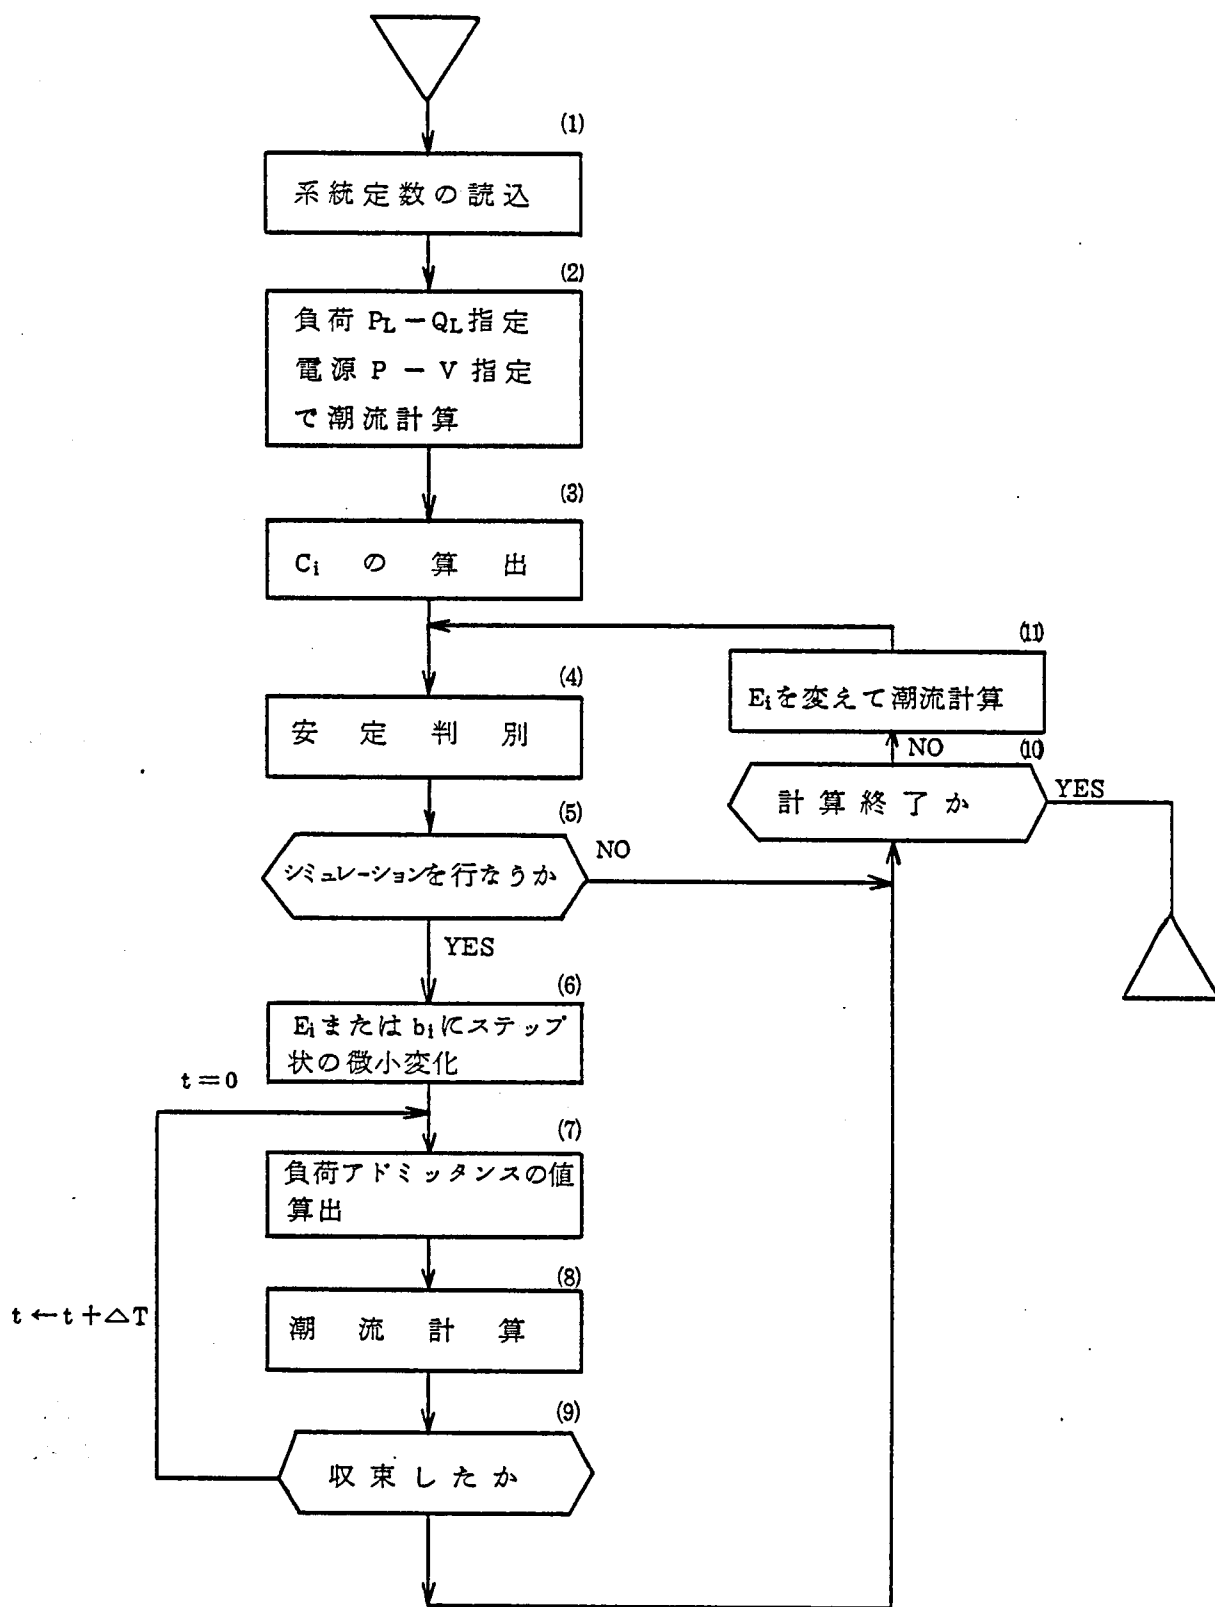 (1)
系統定数の読込
(2)
負荷 PL－QL指定
電源 P － V 指定
で潮流計算
(3)
Ci の 算 出
(11)
Eiを変えて潮流計算
(4)
安 定 判 別
NO
(10)
計算終了か
YES
(5)
シミュレーションを行なうか
NO
YES
(6)
Eiまたは biにステップ
状の微小変化
t＝0
(7)
負荷アドミッタンスの値
算出
(8)
t←t＋△T
潮 流 計 算
(9)
収束したか